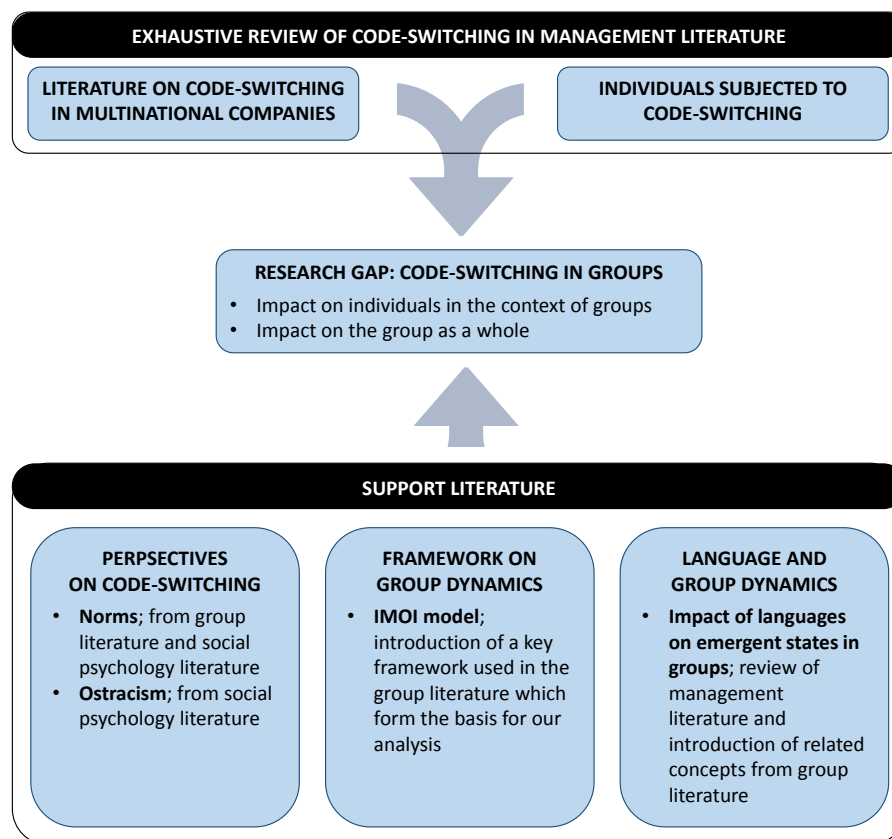 EXHAUSTIVE REVIEW OF CODE-SWITCHING IN MANAGEMENT LITERATURE
LITERATURE ON CODE-SWITCHING
IN MULTINATIONAL COMPANIES
INDIVIDUALS SUBJECTED TO
CODE-SWITCHING
RESEARCH GAP: CODE-SWITCHING IN GROUPS
• Impact on individuals in the context of groups
• Impact on the group as a whole
SUPPORT LITERATURE
PERPSECTIVES
ON CODE-SWITCHING
• Norms; from group
literature and social
psychology literature
• Ostracism; from social
psychology literature
FRAMEWORK ON
GROUP DYNAMICS
• IMOI model;
introduction of a key
framework used in the
group literature which
form the basis for our
analysis
LANGUAGE AND
GROUP DYNAMICS
• Impact of languages
on emergent states in
groups; review of
management
literature and
introduction of related
concepts from group
literature